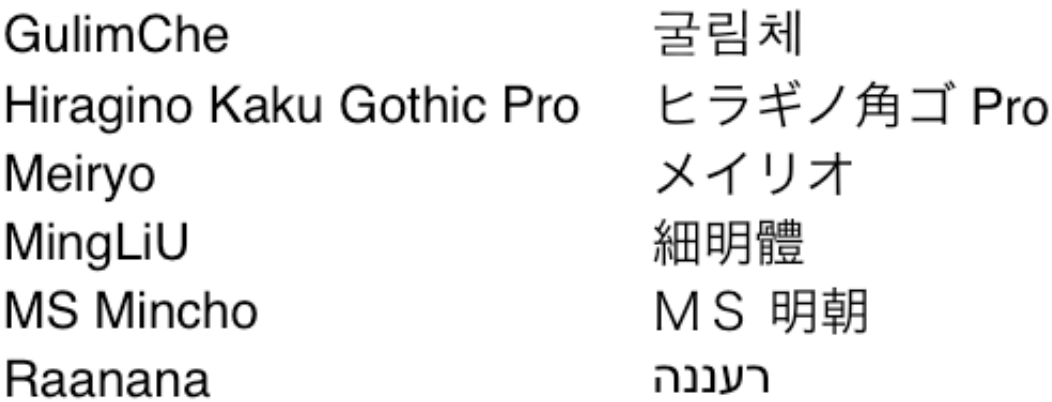 GulimChe 굴림체
Hiragino Kaku Gothic Pro ヒラギノ角ゴ Pro
Meiryo メイリオ
MingLiU 細明體
MS Mincho ＭＳ 明朝
Raanana רעננה